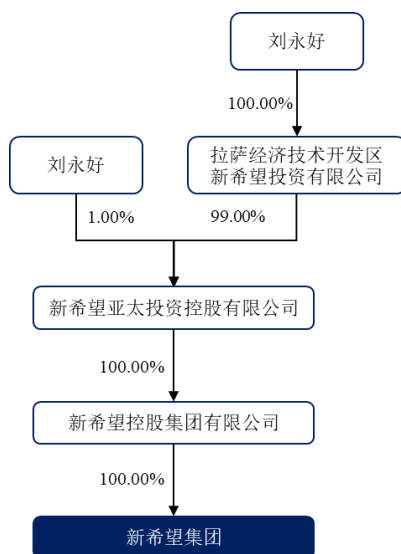 刘永好
100.00%
刘永好
拉萨经济技术开发区
新希望投资有限公司
1.00%
99.00%
新希望亚太投资控股有限公司
100.00%
新希望控股集团有限公司
100.00%
新希望集团